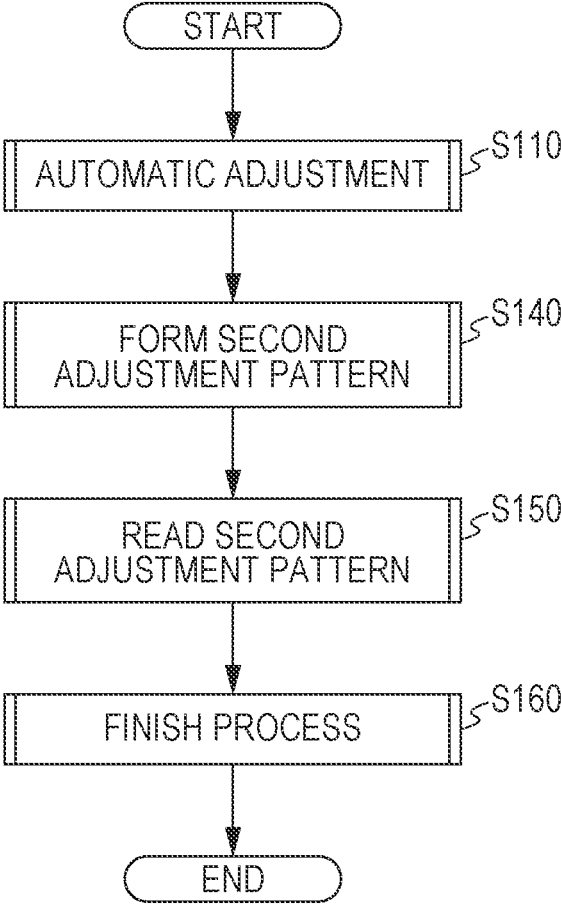 START
AUTOMATIC ADJUSTMENT
S110
FORM SECOND
ADJUSTMENT PATTERN
S140
READ SECOND
ADJUSTMENT PATTERN
S150
FINISH PROCESS
S160
END